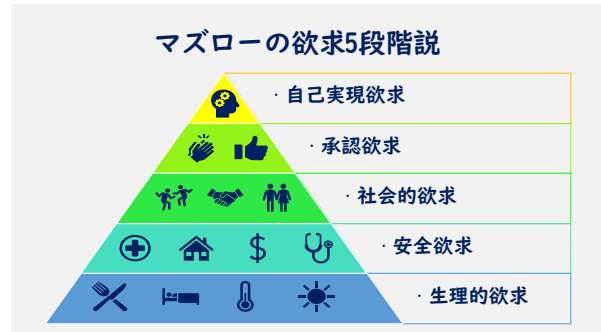 マズローの欲求5段階説
・自己実現欲求
・承認欲求
・社会的欲求
・安全欲求
・生理的欲求